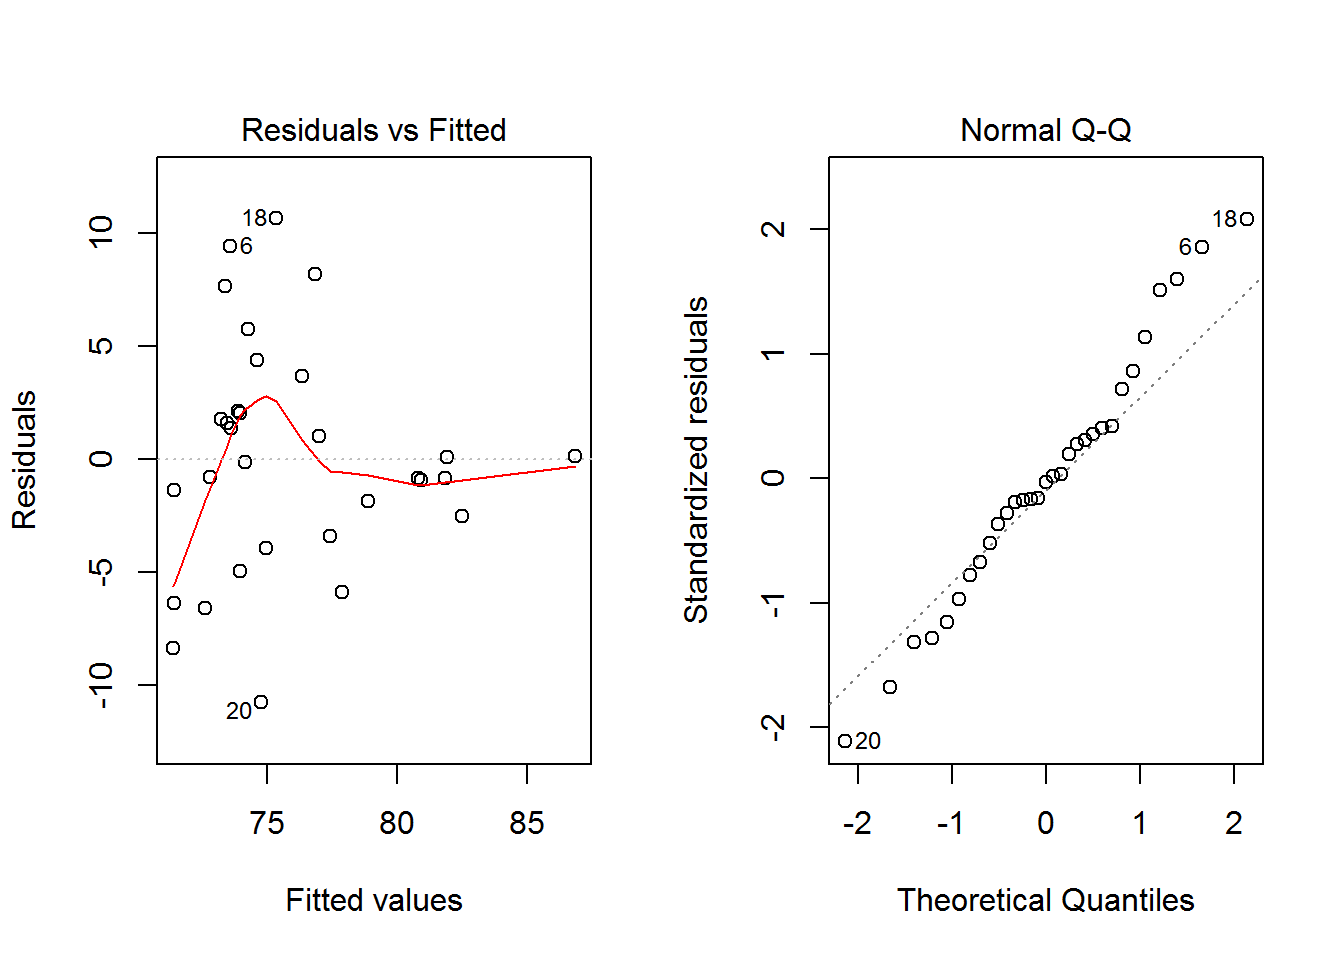 Residuals vs Fitted
Residuals
10
5
0
-5
-10
18
6
20
75 80 85
Fitted values
Normal Q-Q
Standardized residuals
2
1
0
-1
-2
18
6
20
-2 -1 0 1 2
Theoretical Quantiles